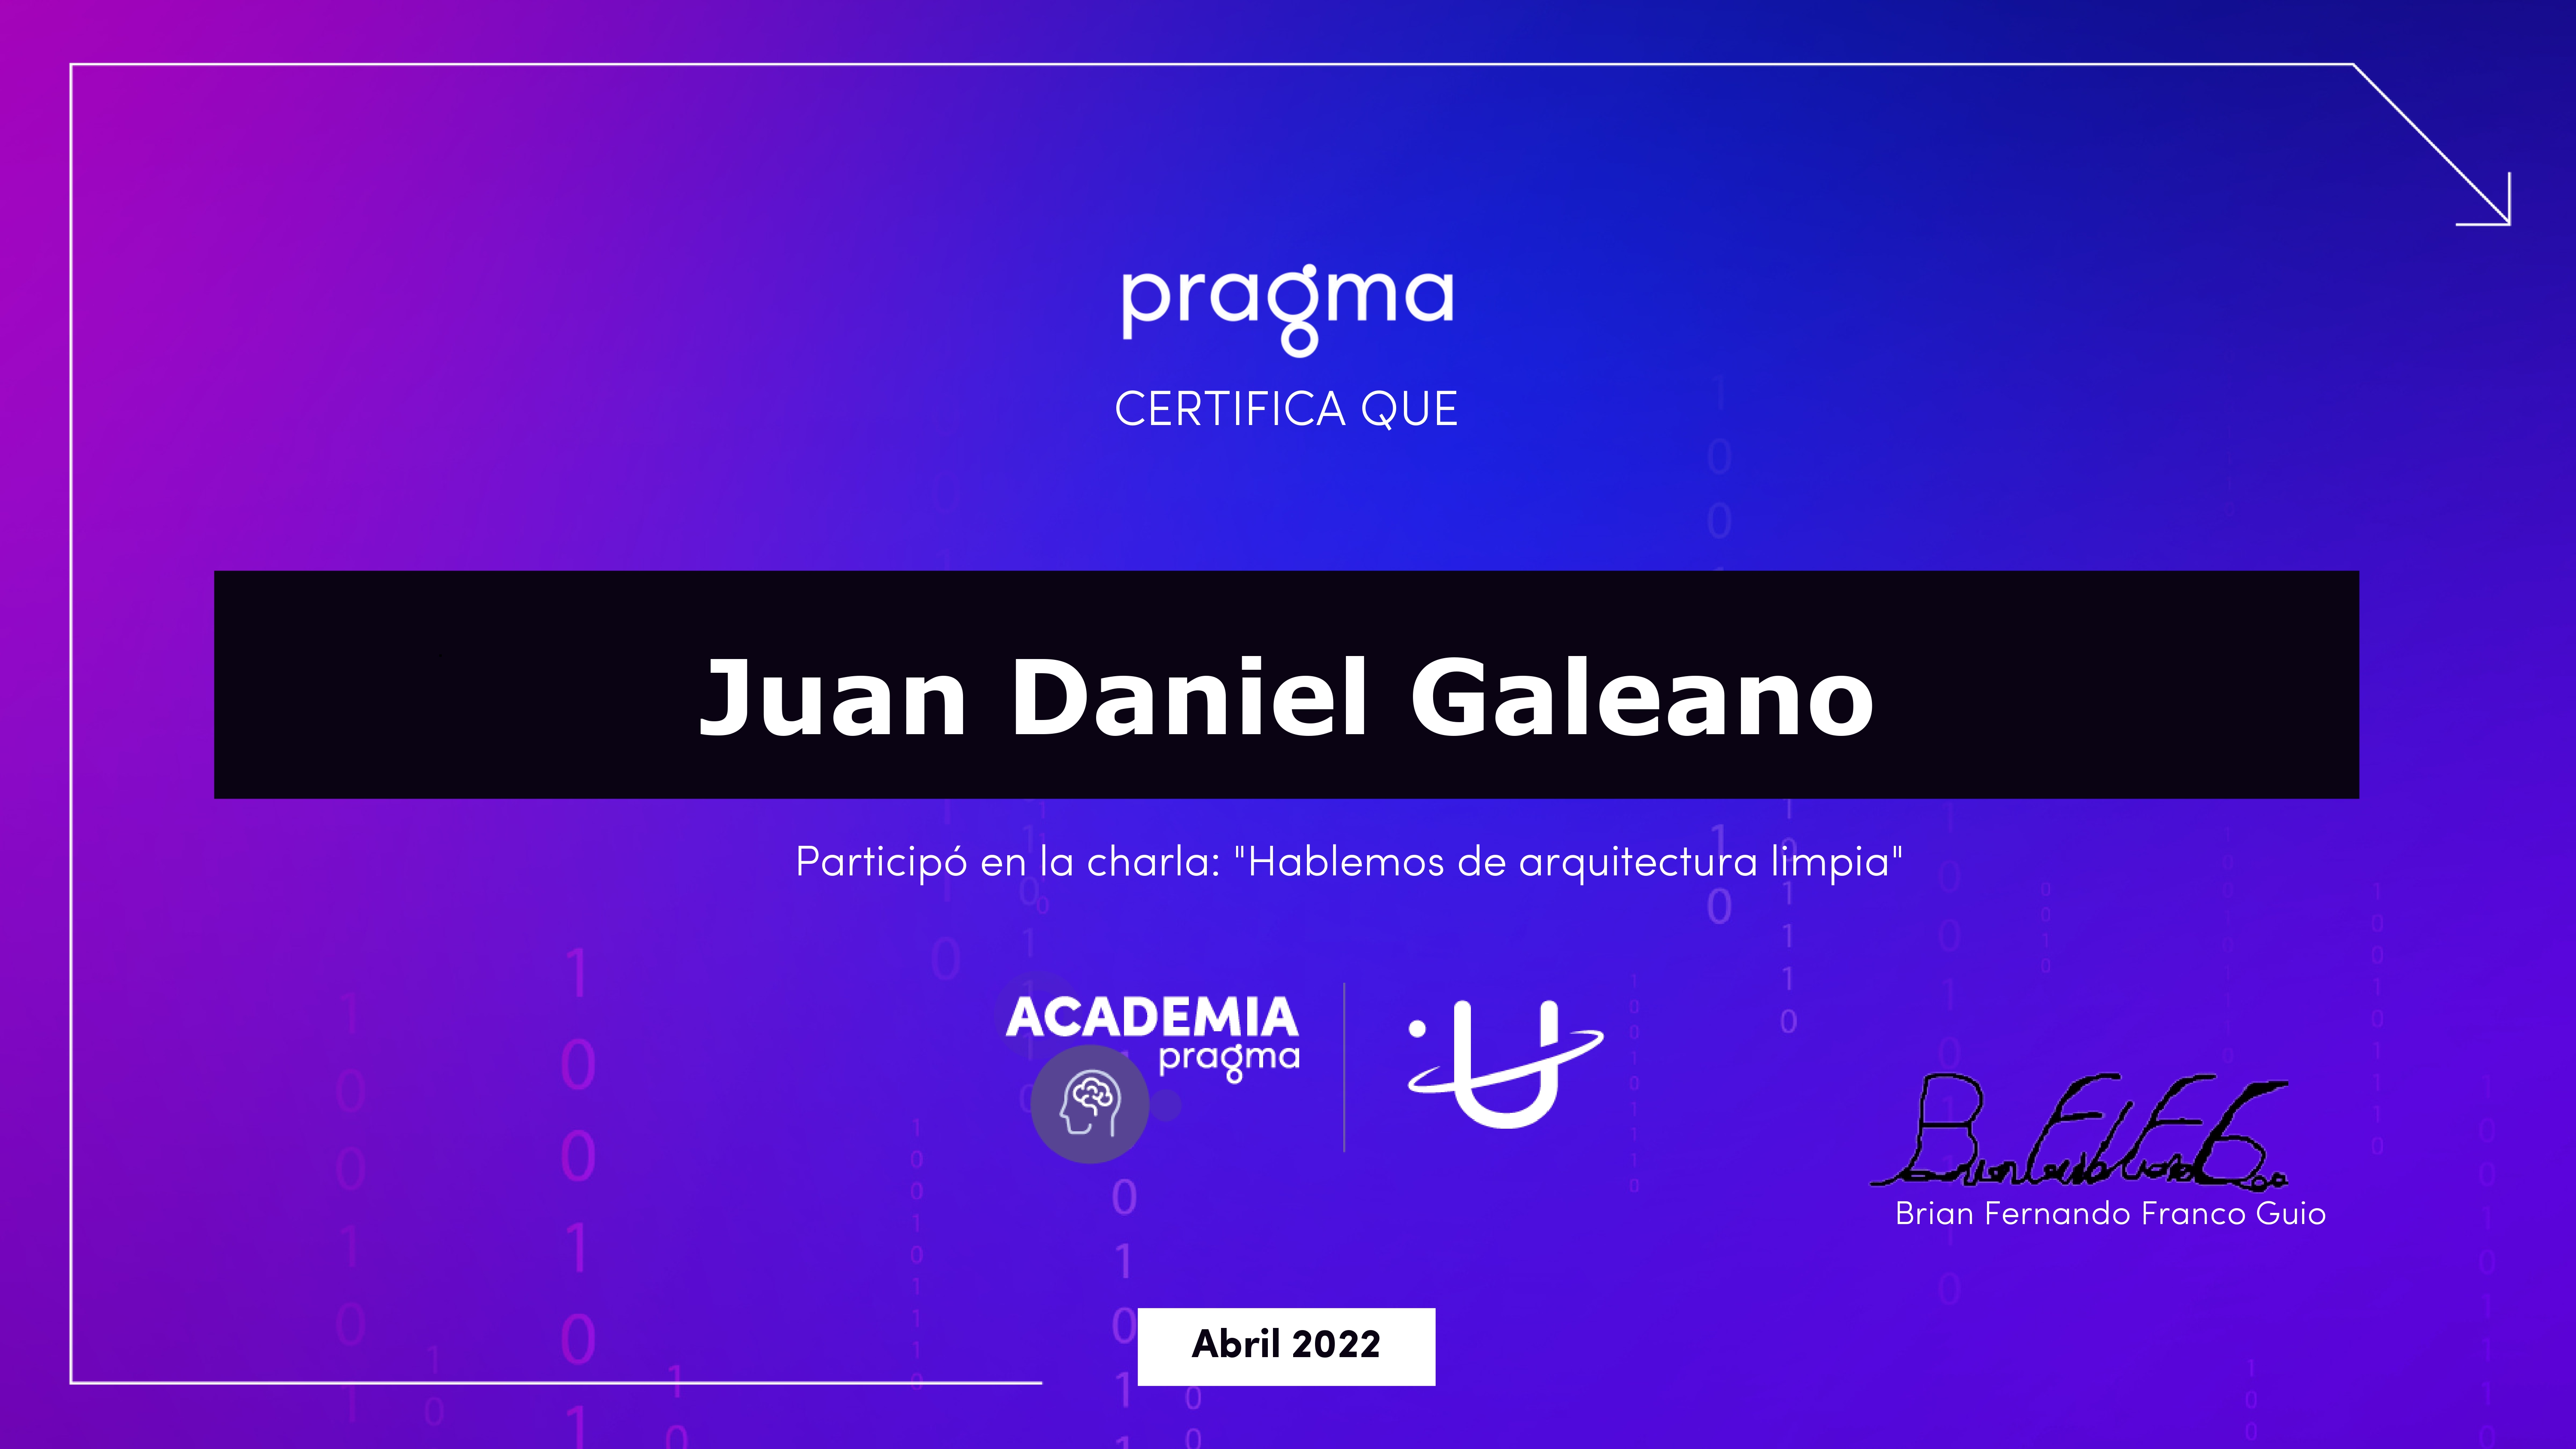 pragma
CERTIFICA QUE
Juan Daniel Galeano
Participó en la charla: "Hablemos de arquitectura limpia"
ACADEMIA
pragma
U
Brian Fernando Franco Guio
Abril 2022